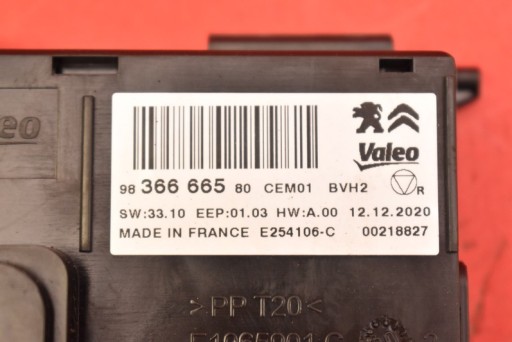 Valeo
98 366 665 80 CEM01 BVH2 R
SW:33.10 EEP:01.03 HW:A.00 12.12.2020
MADE IN FRANCE E254106-C 00218827
>PP T20<